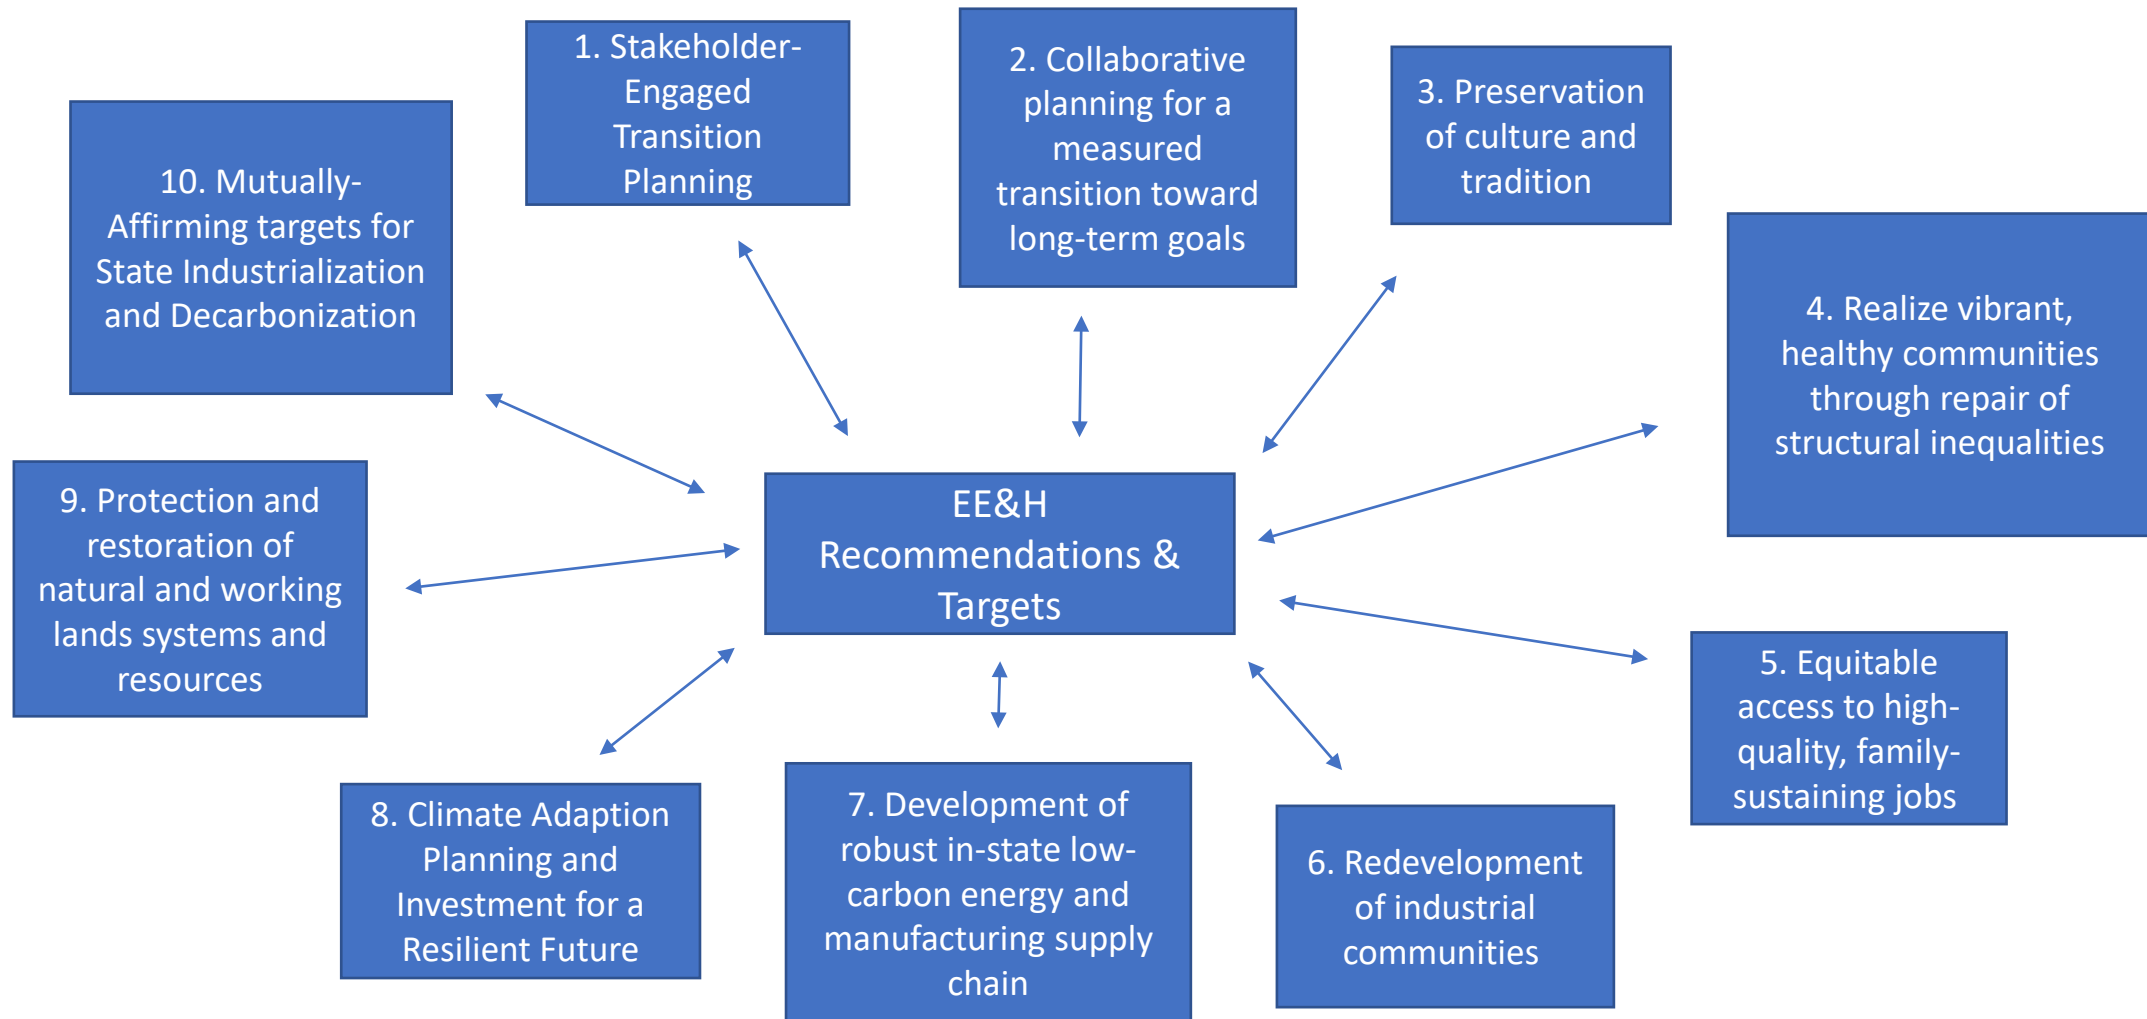 1. Stakeholder-
Engaged
Transition
Planning
2. Collaborative
planning for a
measured
transition toward
long-term goals
3. Preservation
of culture and
tradition
4. Realize vibrant,
healthy communities
through repair of
structural inequalities
5. Equitable
access to high-
quality, family-
sustaining jobs
6. Redevelopment
of industrial
communities
7. Development of
robust in-state low-
carbon energy and
manufacturing supply
chain
8. Climate Adaption
Planning and
Investment for a
Resilient Future
9. Protection and
restoration of
natural and working
lands systems and
resources
10. Mutually-
Affirming targets for
State Industrialization
and Decarbonization
EE&H
Recommendations &
Targets